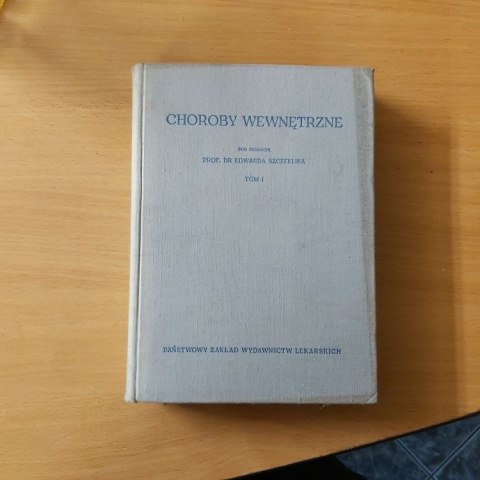 CHOROBY WEWNĘTRZNE
POD REDAKCJĄ
PROF. DR EDWARDA SZCZEKLIKA
TOM I
PAŃSTWOWY ZAKŁAD WYDAWNICTW LEKARSKICH